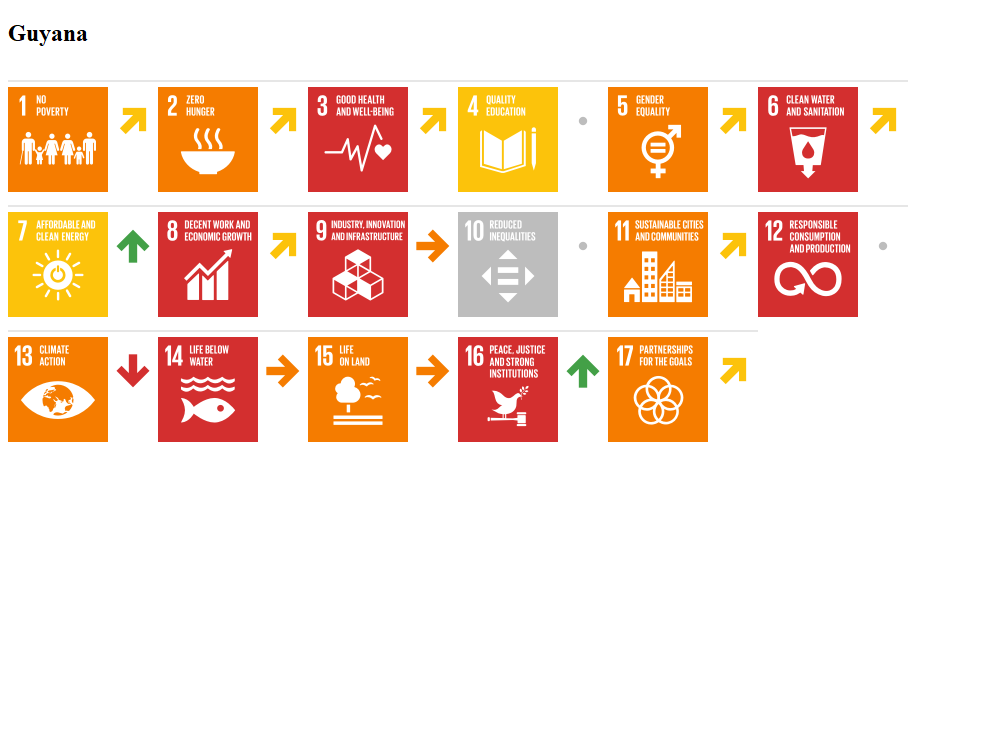 Guyana
1 NO
POVERTY
2 ZERO
HUNGER
3 GOOD HEALTH
AND WELL-BEING
4 QUALITY
EDUCATION
5 GENDER
EQUALITY
6 CLEAN WATER
AND SANITATION
7 AFFORDABLE AND
CLEAN ENERGY
8 DECENT WORK AND
ECONOMIC GROWTH
9 INDUSTRY, INNOVATION
AND INFRASTRUCTURE
10 REDUCED
INEQUALITIES
11 SUSTAINABLE CITIES
AND COMMUNITIES
12 RESPONSIBLE
CONSUMPTION
AND PRODUCTION
13 CLIMATE
ACTION
14 LIFE BELOW
WATER
15 LIFE
ON LAND
16 PEACE, JUSTICE
AND STRONG
INSTITUTIONS
17 PARTNERSHIPS
FOR THE GOALS